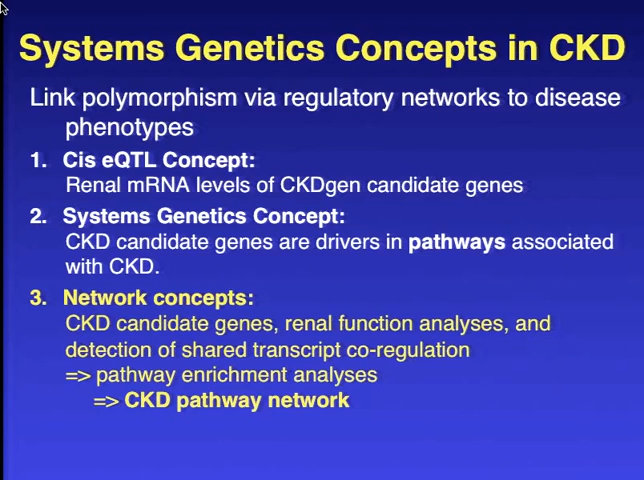 Systems Genetics Concepts in CKD
Link polymorphism via regulatory networks to disease
phenotypes
1. Cis eQTL Concept:
Renal mRNA levels of CKDgen candidate genes
2. Systems Genetics Concept:
CKD candidate genes are drivers in pathways associated
with CKD.
3. Network concepts:
CKD candidate genes, renal function analyses, and
detection of shared transcript co-regulation
=> pathway enrichment analyses
=> CKD pathway network